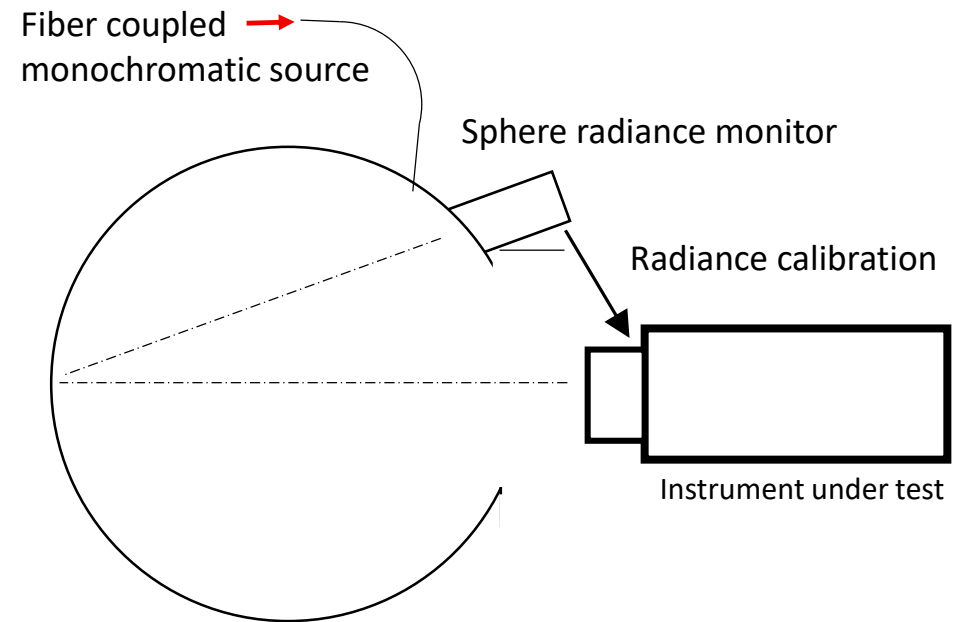 Fiber coupled
monochromatic source
Sphere radiance monitor
Radiance calibration
Instrument under test